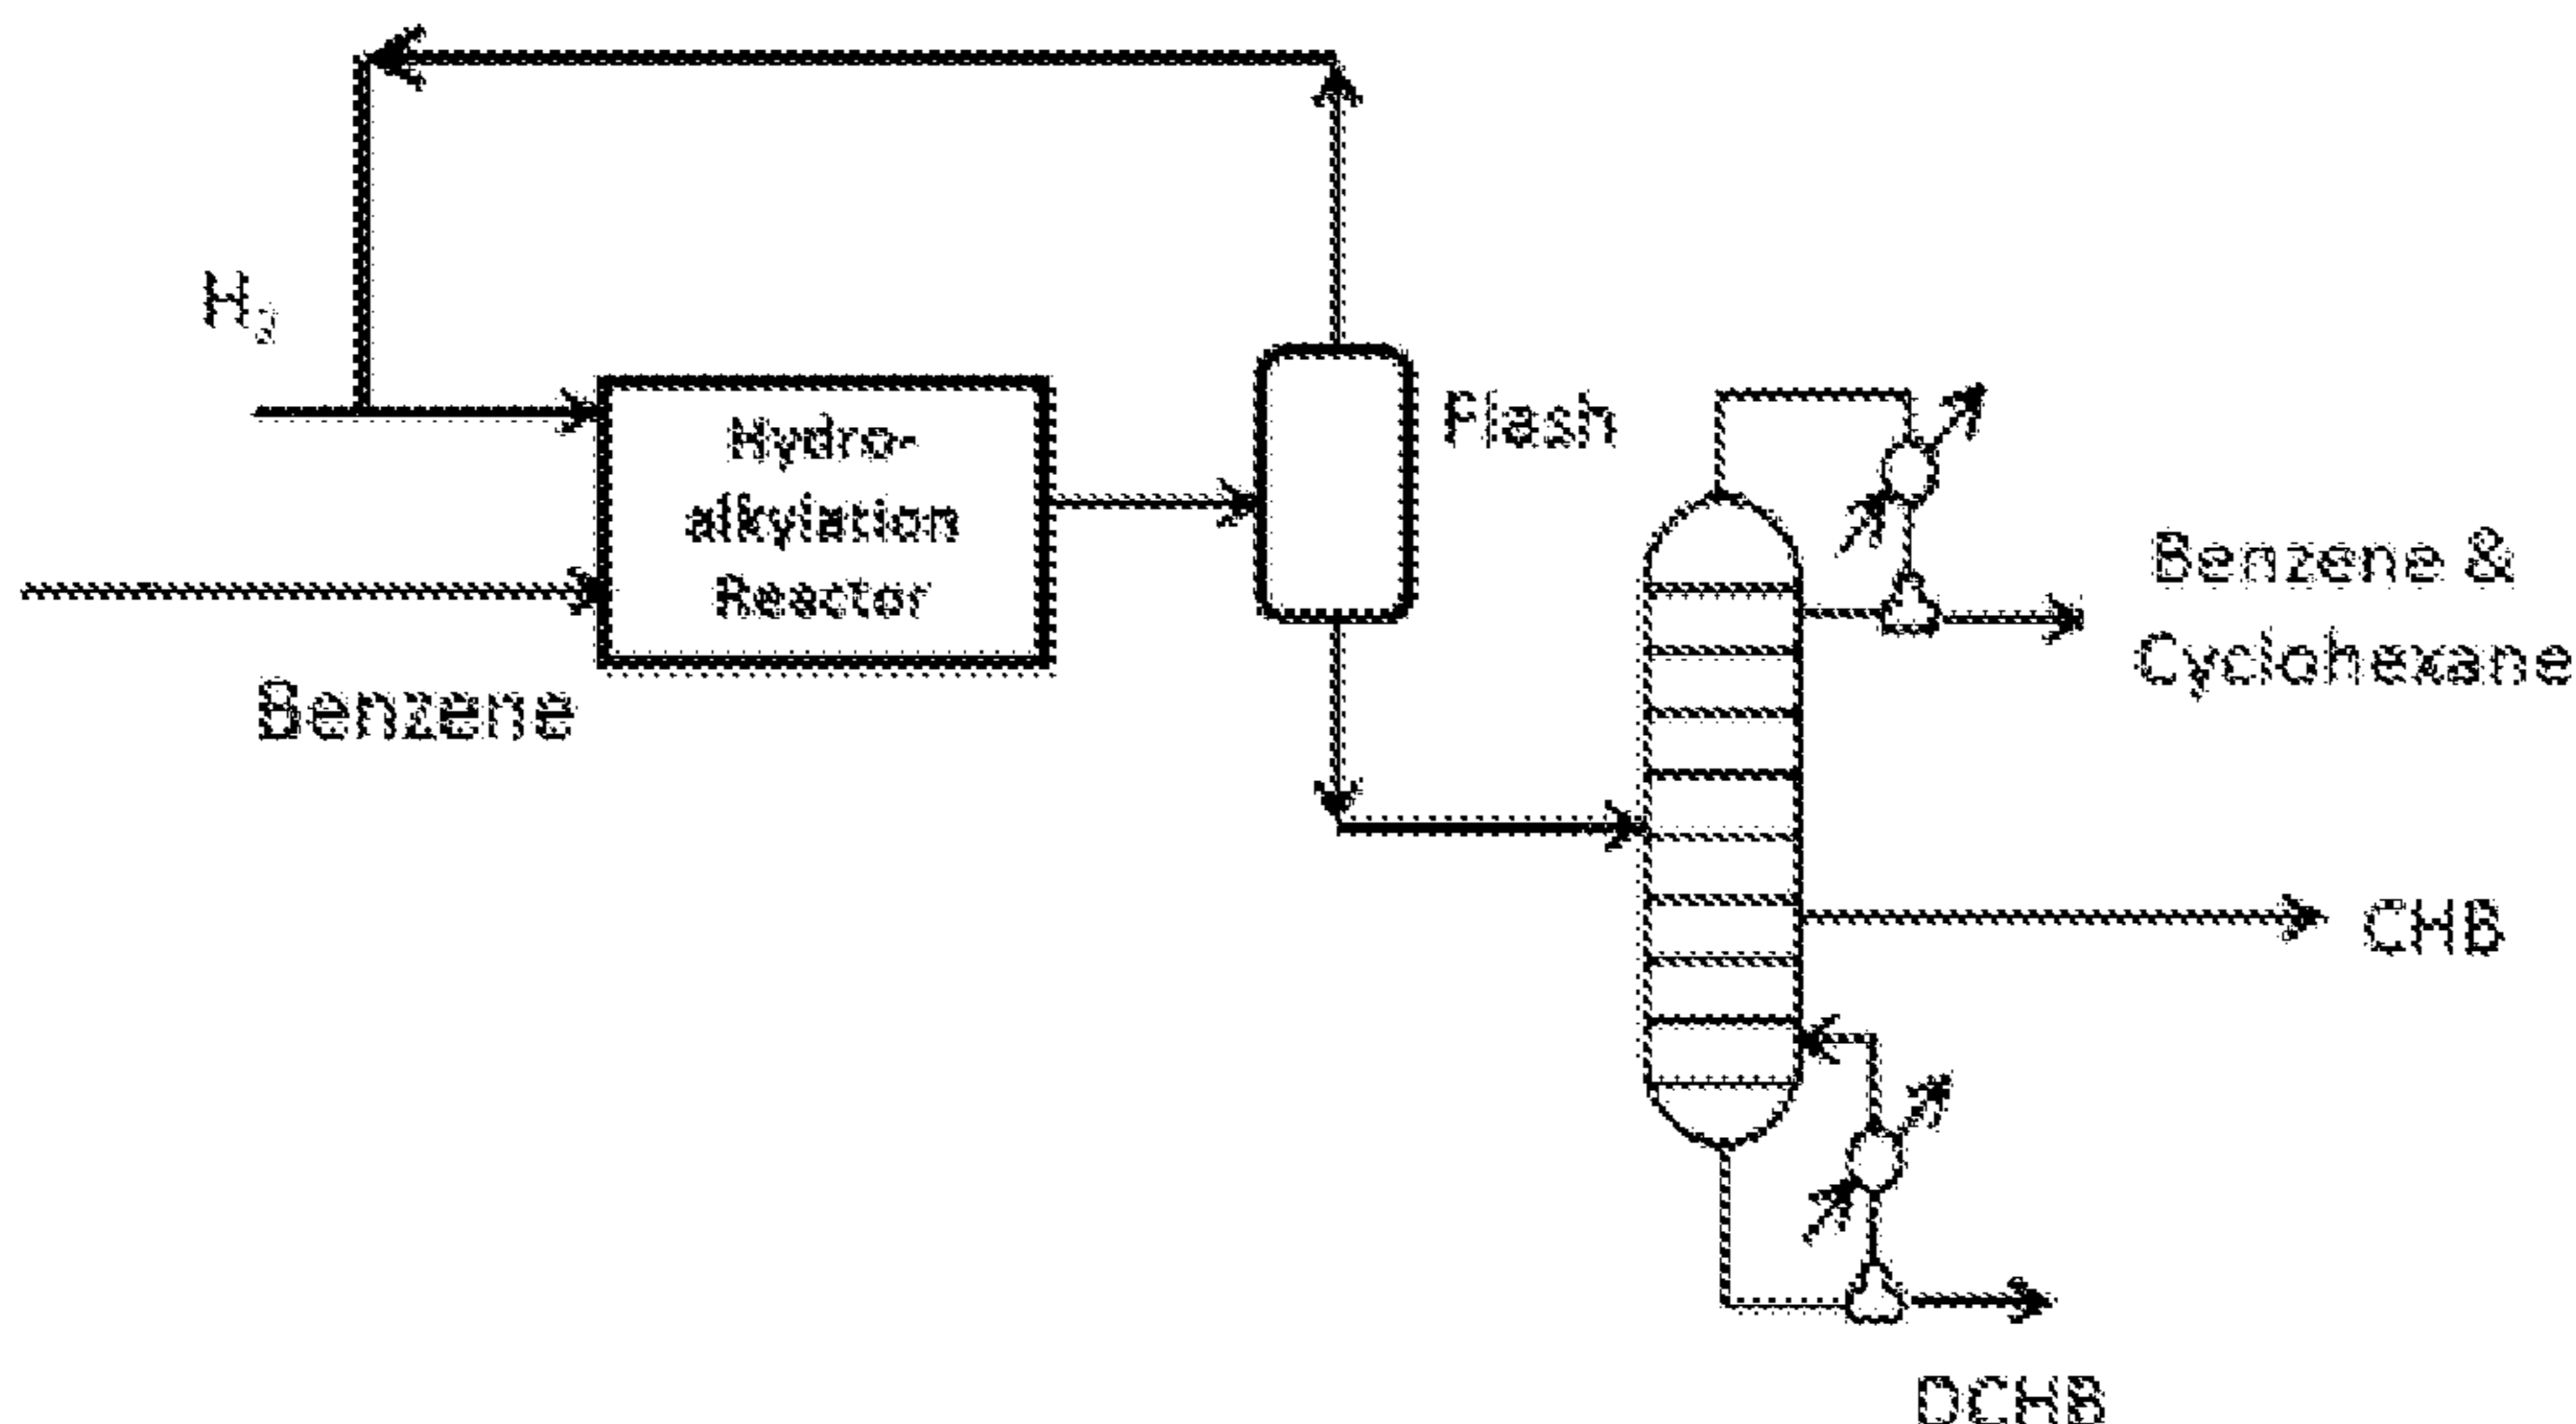 H₂
Hydro-
alkylation
Reactor
Benzene
Flash
Benzene &
Cyclohexane
CHB
DCHB